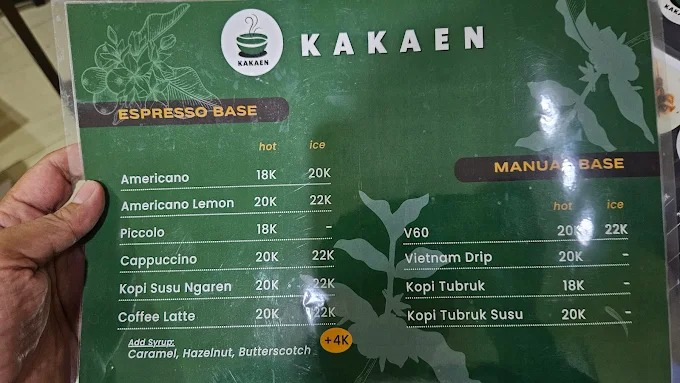 KAKAEN
KAKAEN
ESPRESSO BASE
hot ice
Americano 18K 20K
Americano Lemon 20K 22K
Piccolo 18K -
Cappuccino 20K 22K
Kopi Susu Ngaren 20K 22K
Coffee Latte 20K 22K
Add Syrup:
Caramel, Hazelnut, Butterscotch +4K
MANUAL BASE
hot ice
V60 20K 22K
Vietnam Drip 20K -
Kopi Tubruk 18K -
Kopi Tubruk Susu 20K -